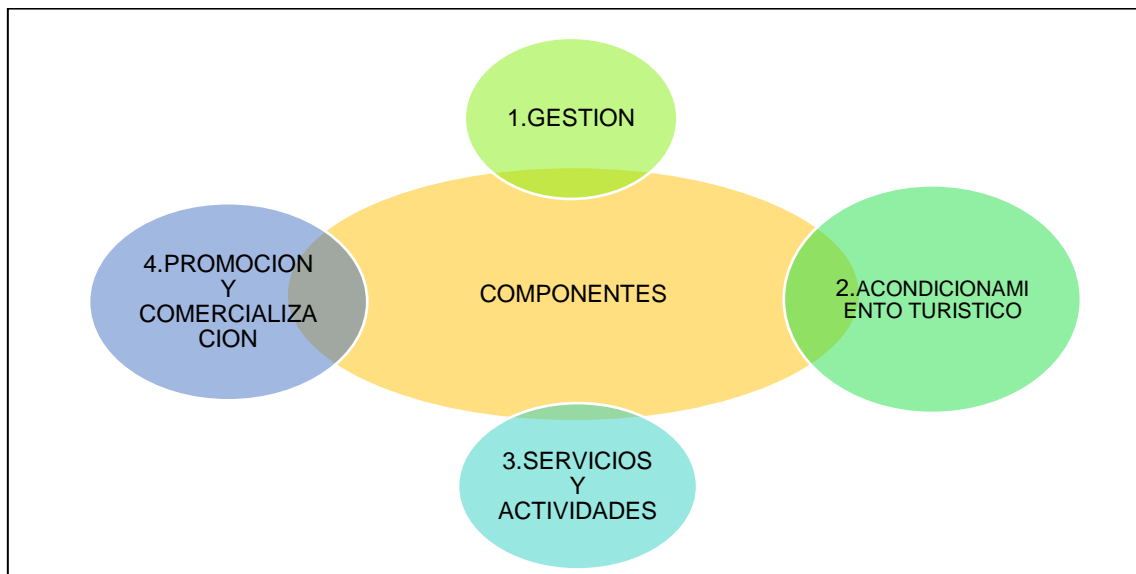 1.GESTION
4.PROMOCION
Y
COMERCIALIZA
CION
COMPONENTES
2.ACONDICIONAMI
ENTO TURISTICO
3.SERVICIOS
Y
ACTIVIDADES